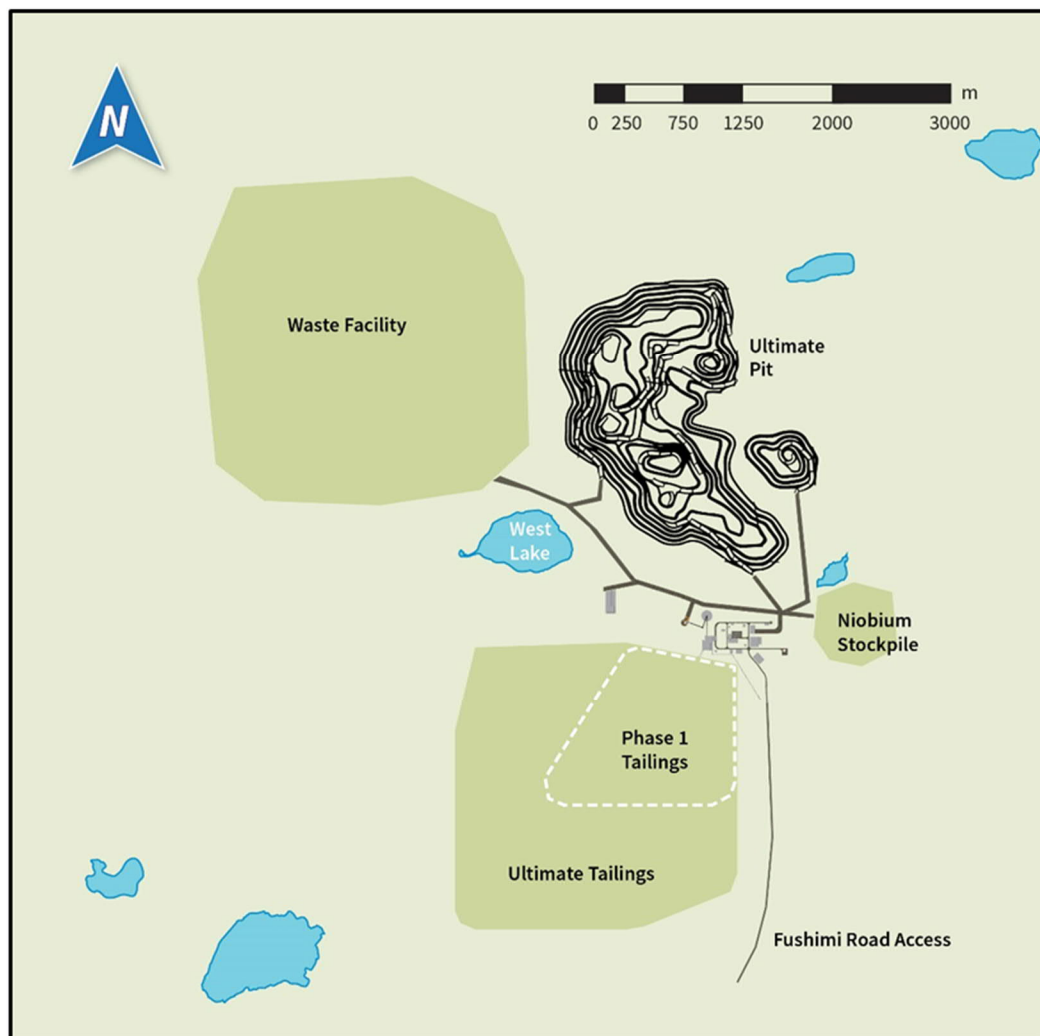 N
m
0 250 750 1250 2000 3000
Waste Facility
Ultimate
Pit
West
Lake
Niobium
Stockpile
Phase 1
Tailings
Ultimate Tailings
Fushimi Road Access